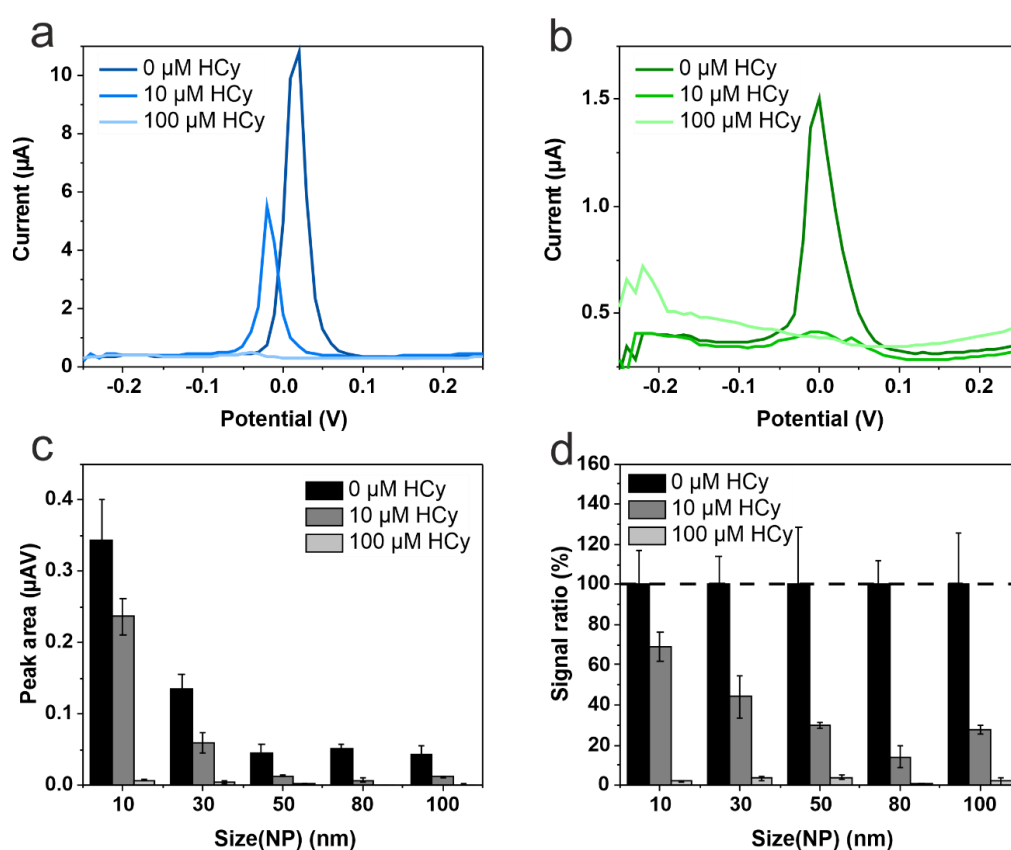 a
0 µM HCy
10 µM HCy
100 µM HCy
10
8
6
4
2
0
Current (µA)
-0.2
-0.1
0.0
0.1
0.2
Potential (V)
b
0 µM HCy
10 µM HCy
100 µM HCy
1.5
1.0
0.5
Current (µA)
-0.2
-0.1
0.0
0.1
0.2
Potential (V)
c
0 µM HCy
10 µM HCy
100 µM HCy
0.4
0.3
0.2
0.1
0.0
Peak area (µAV)
10
30
50
80
100
Size(NP) (nm)
d
0 µM HCy
10 µM HCy
100 µM HCy
160
140
120
100
80
60
40
20
0
Signal ratio (%)
10
30
50
80
100
Size(NP) (nm)